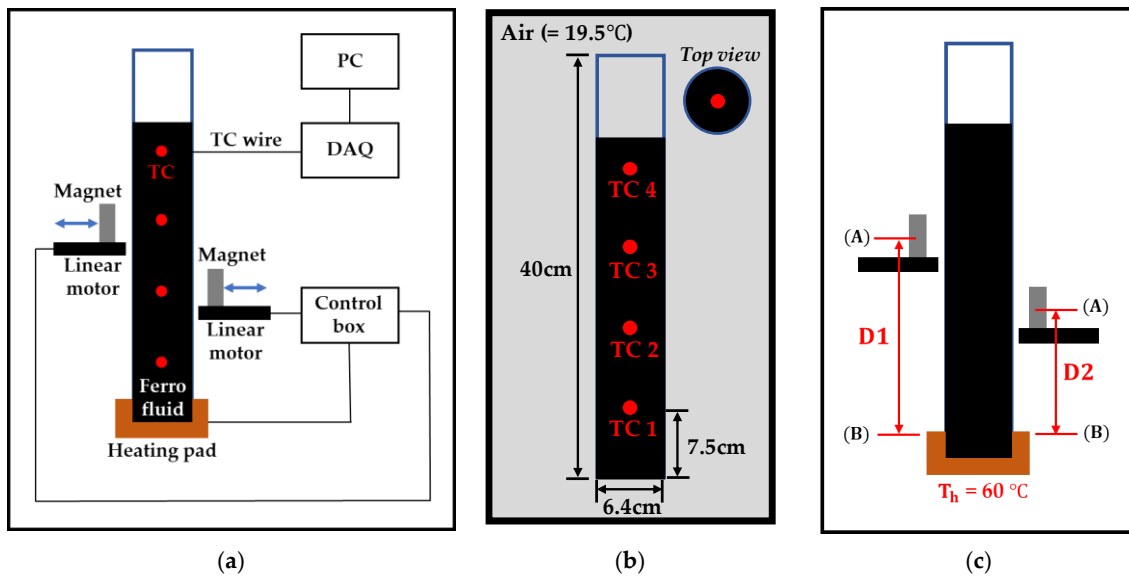 PC
TC wire
DAQ
TC
Magnet
Linear
motor
Magnet
Linear
motor
Control
box
Ferro
fluid
Heating pad
(a)
Air (= 19.5℃)
Top view
TC 4
TC 3
40cm
TC 2
TC 1
7.5cm
6.4cm
(b)
(A)
(A)
D1
D2
(B)
(B)
T_h = 60 ℃
(c)